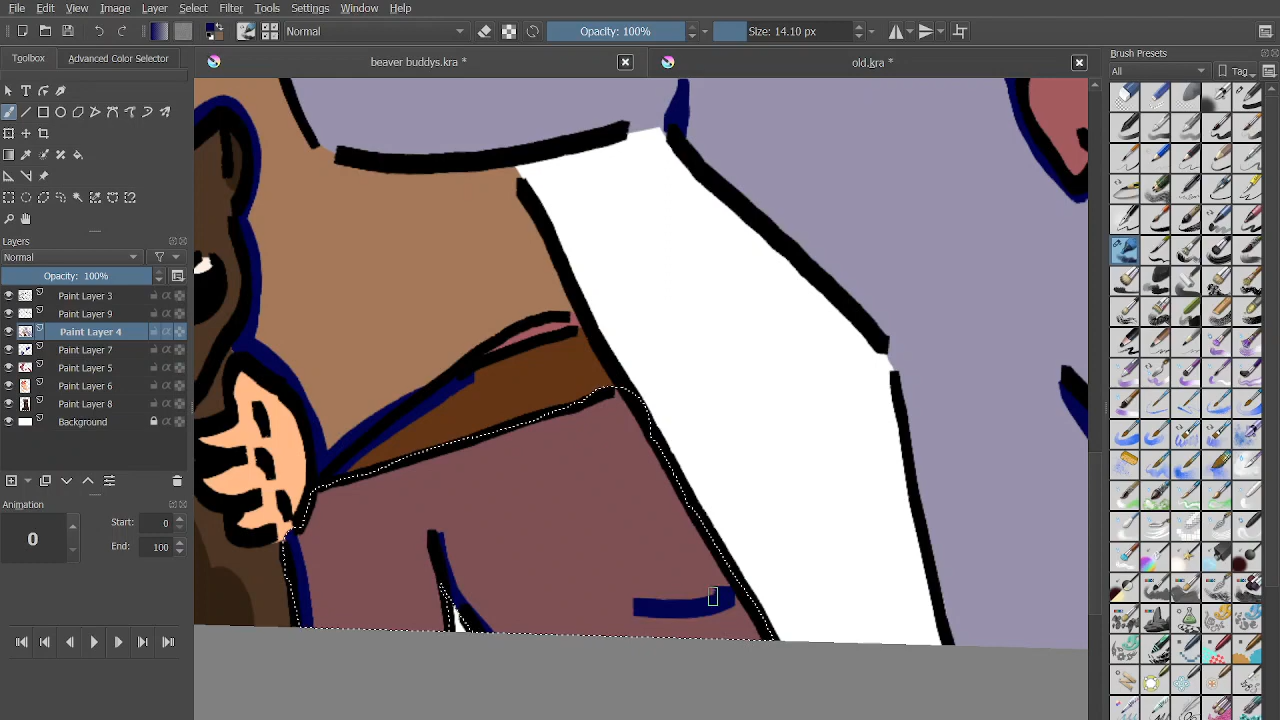 File Edit View Image Layer Select Filter Tools Settings Window Help
Normal Opacity: 100% Size: 14.10 px
Toolbox Advanced Color Selector
beaver buddys.kra *
old.kra *
Brush Presets
All Tag
Layers
Normal
Opacity: 100%
Paint Layer 3
Paint Layer 9
Paint Layer 4
Paint Layer 7
Paint Layer 5
Paint Layer 6
Paint Layer 8
Background
Animation
0
Start: 0
End: 100